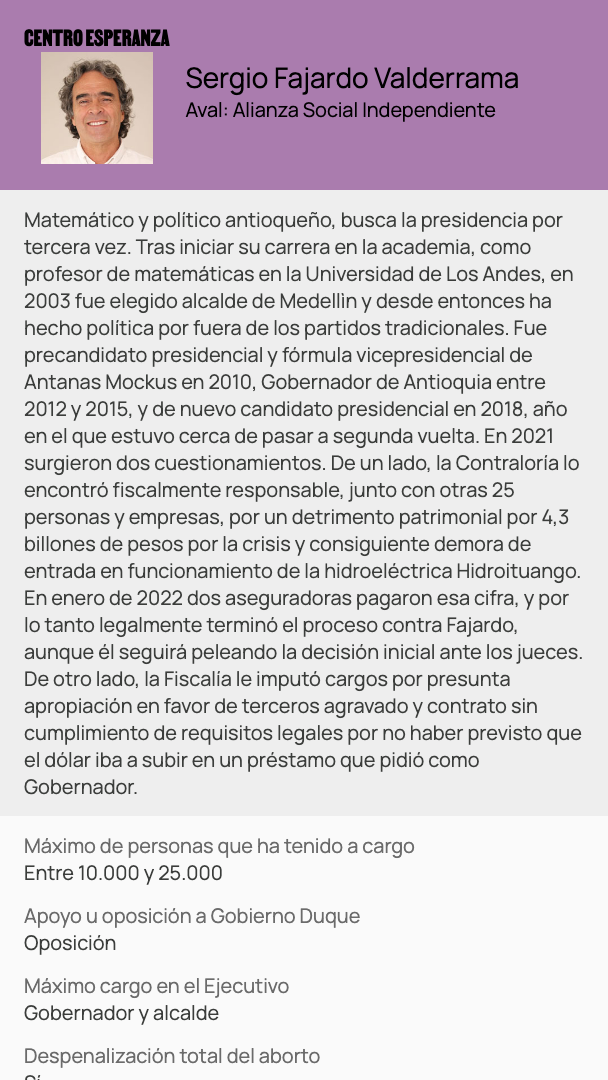 CENTRO ESPERANZA
Sergio Fajardo Valderrama
Aval: Alianza Social Independiente
Matemático y político antioqueño, busca la presidencia por
tercera vez. Tras iniciar su carrera en la academia, como
profesor de matemáticas en la Universidad de Los Andes, en
2003 fue elegido alcalde de Medellìn y desde entonces ha
hecho política por fuera de los partidos tradicionales. Fue
precandidato presidencial y fórmula vicepresidencial de
Antanas Mockus en 2010, Gobernador de Antioquia entre
2012 y 2015, y de nuevo candidato presidencial en 2018, año
en el que estuvo cerca de pasar a segunda vuelta. En 2021
surgieron dos cuestionamientos. De un lado, la Contraloría lo
encontró fiscalmente responsable, junto con otras 25
personas y empresas, por un detrimento patrimonial por 4,3
billones de pesos por la crisis y consiguiente demora de
entrada en funcionamiento de la hidroeléctrica Hidroituango.
En enero de 2022 dos aseguradoras pagaron esa cifra, y por
lo tanto legalmente terminó el proceso contra Fajardo,
aunque él seguirá peleando la decisión inicial ante los jueces.
De otro lado, la Fiscalía le imputó cargos por presunta
apropiación en favor de terceros agravado y contrato sin
cumplimiento de requisitos legales por no haber previsto que
el dólar iba a subir en un préstamo que pidió como
Gobernador.
Máximo de personas que ha tenido a cargo
Entre 10.000 y 25.000
Apoyo u oposición a Gobierno Duque
Oposición
Máximo cargo en el Ejecutivo
Gobernador y alcalde
Despenalización total del aborto